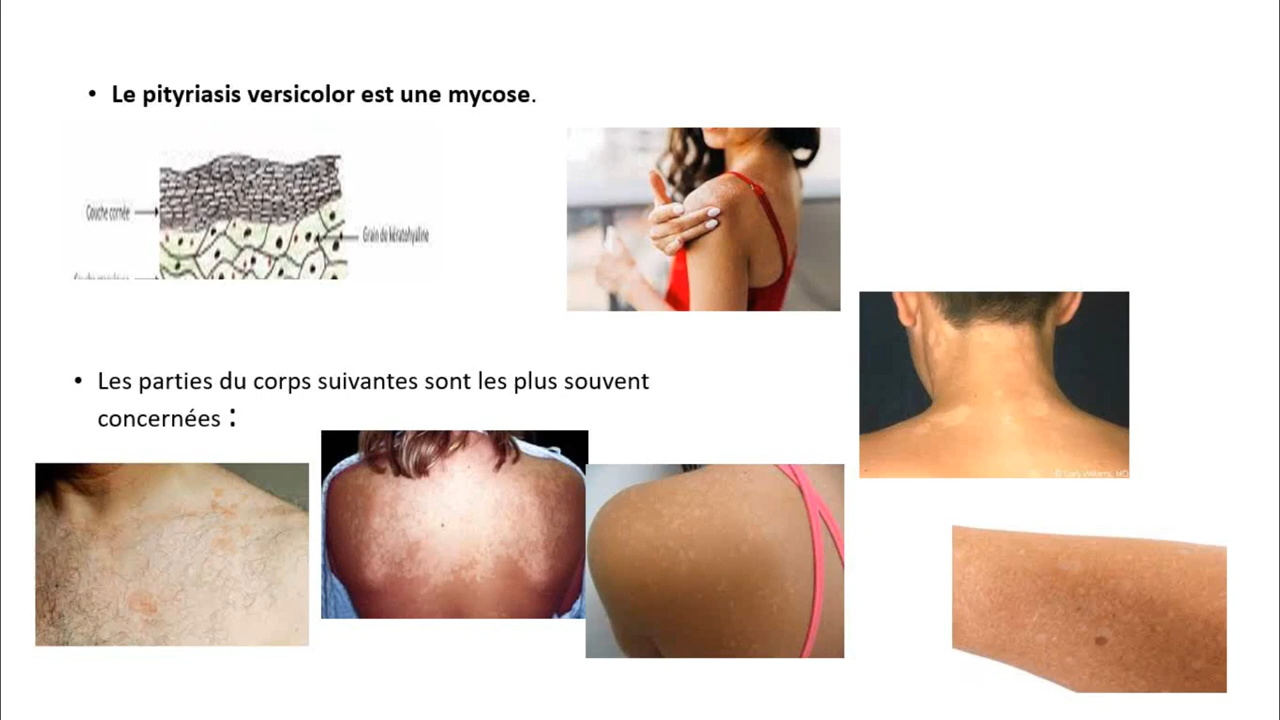 • Le pityriasis versicolor est une mycose.
Couche cornée
Grain de kératohyaline
• Les parties du corps suivantes sont les plus souvent
concernées :